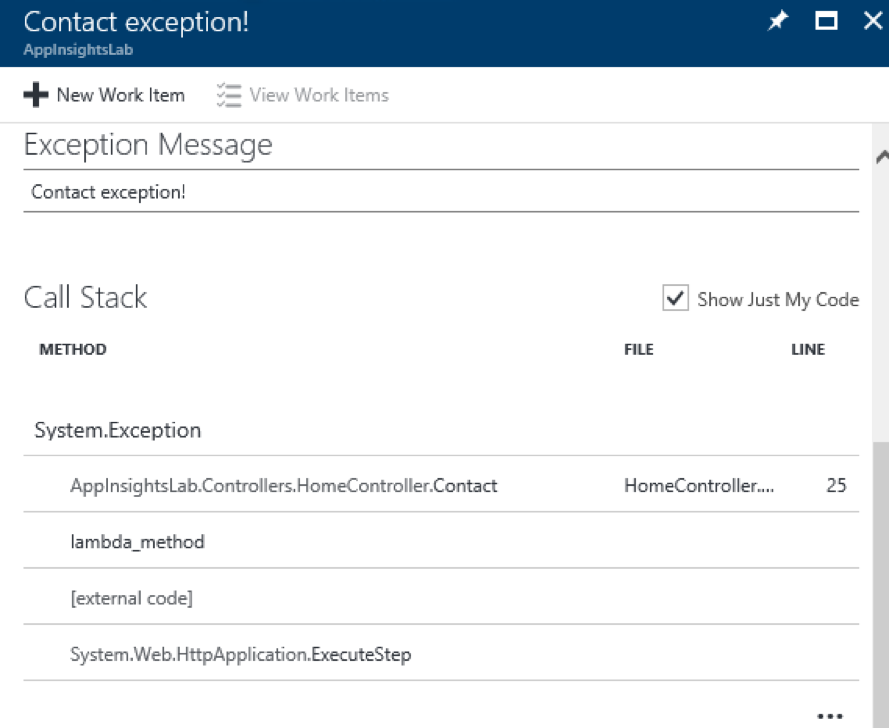 Contact exception!
AppInsightsLab
New Work Item View Work Items
Exception Message
Contact exception!
Call Stack Show Just My Code
METHOD FILE LINE
System.Exception
AppInsightsLab.Controllers.HomeController.Contact HomeController.... 25
lambda_method
[external code]
System.Web.HttpApplication.ExecuteStep
...